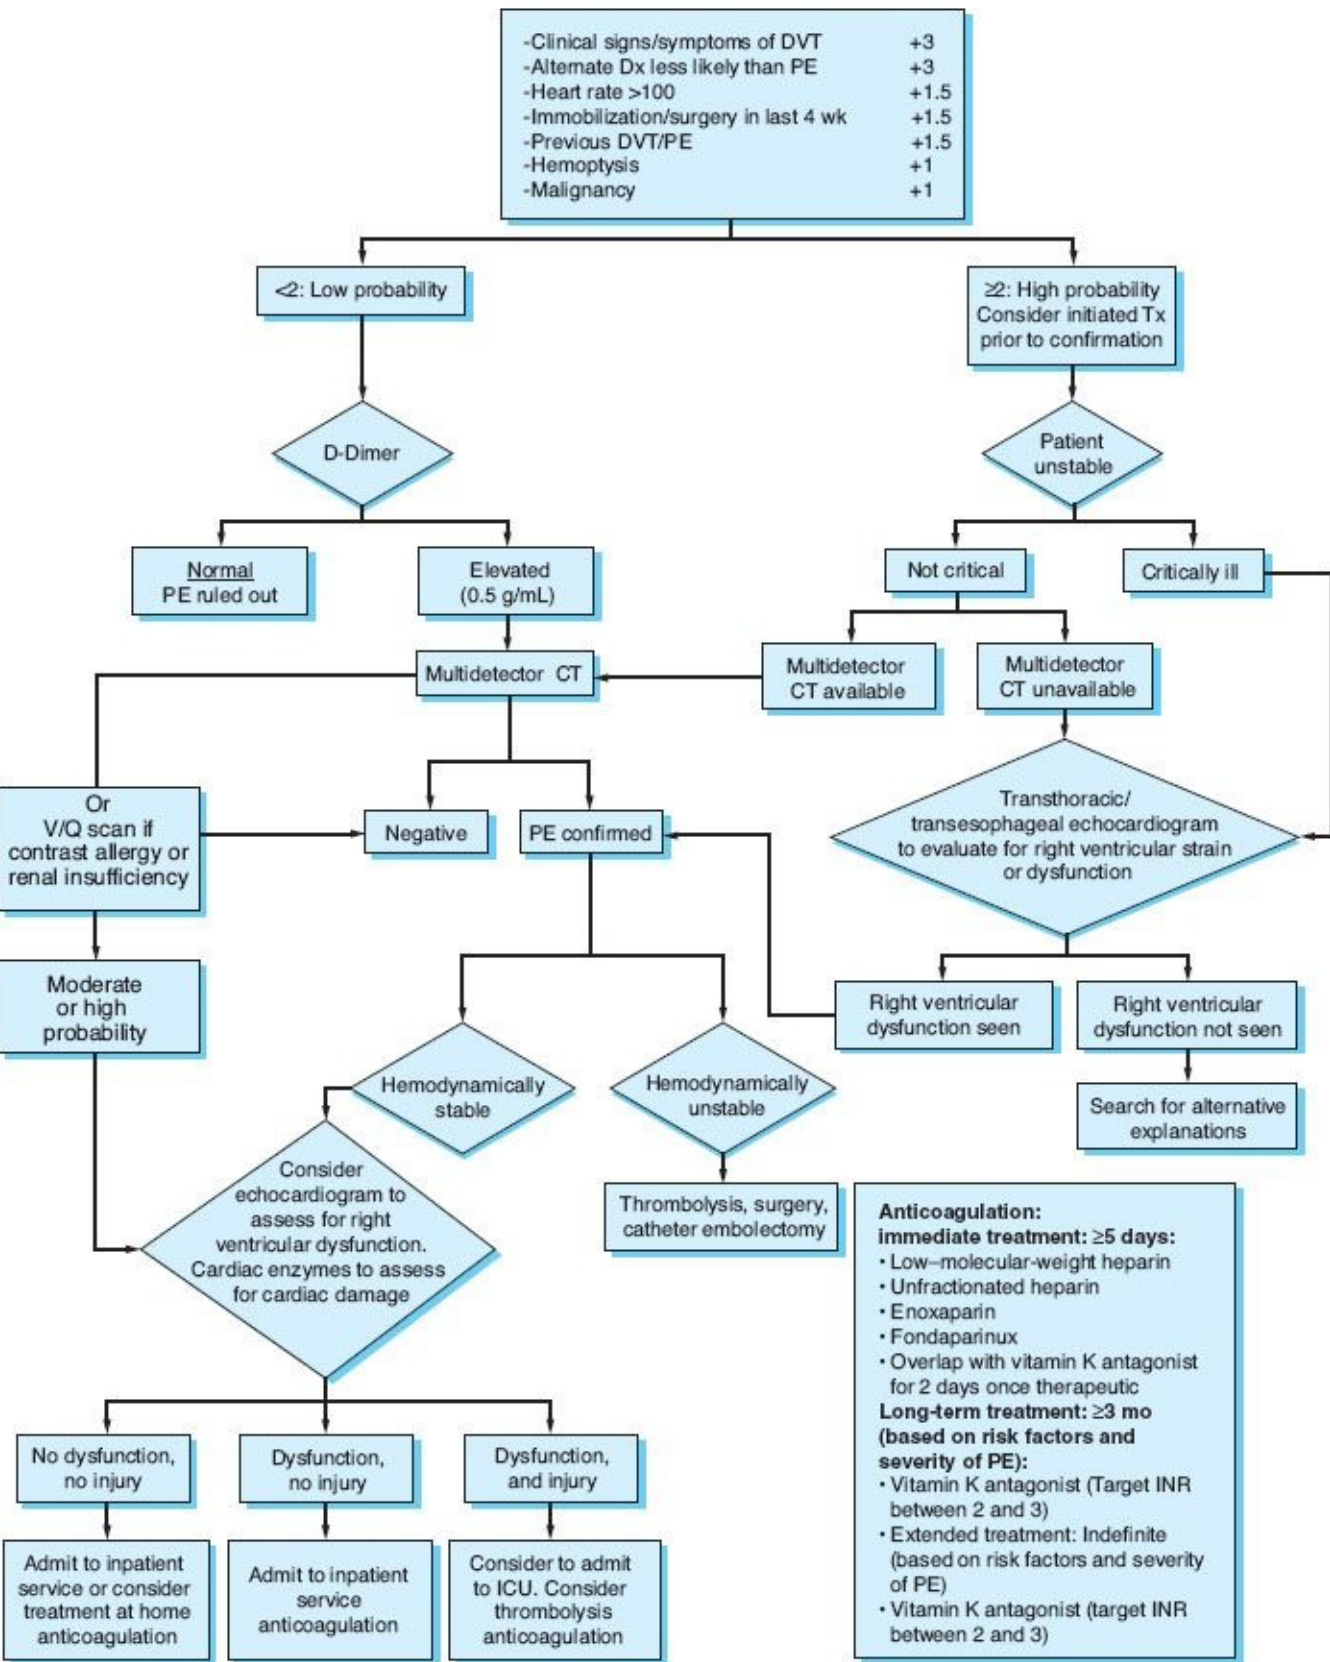 -Clinical signs/symptoms of DVT +3
-Alternate Dx less likely than PE +3
-Heart rate >100 +1.5
-Immobilization/surgery in last 4 wk +1.5
-Previous DVT/PE +1.5
-Hemoptysis +1
-Malignancy +1
<2: Low probability
≥2: High probability
Consider initiated Tx
prior to confirmation
D-Dimer
Patient
unstable
Normal
PE ruled out
Elevated
(0.5 g/mL)
Not critical
Critically ill
Multidetector CT
Multidetector
CT available
Multidetector
CT unavailable
Or
V/Q scan if
contrast allergy or
renal insufficiency
Negative
PE confirmed
Transthoracic/
transesophageal echocardiogram
to evaluate for right ventricular strain
or dysfunction
Moderate
or high
probability
Right ventricular
dysfunction seen
Right ventricular
dysfunction not seen
Hemodynamically
stable
Hemodynamically
unstable
Search for alternative
explanations
Consider
echocardiogram to
assess for right
ventricular dysfunction.
Cardiac enzymes to assess
for cardiac damage
Thrombolysis, surgery,
catheter embolectomy
Anticoagulation:
immediate treatment: ≥5 days:
• Low–molecular-weight heparin
• Unfractionated heparin
• Enoxaparin
• Fondaparinux
• Overlap with vitamin K antagonist
for 2 days once therapeutic
Long-term treatment: ≥3 mo
(based on risk factors and
severity of PE):
• Vitamin K antagonist (Target INR
between 2 and 3)
• Extended treatment: Indefinite
(based on risk factors and severity
of PE)
• Vitamin K antagonist (target INR
between 2 and 3)
No dysfunction,
no injury
Dysfunction,
no injury
Dysfunction,
and injury
Admit to inpatient
service or consider
treatment at home
anticoagulation
Admit to inpatient
service
anticoagulation
Consider to admit
to ICU. Consider
thrombolysis
anticoagulation